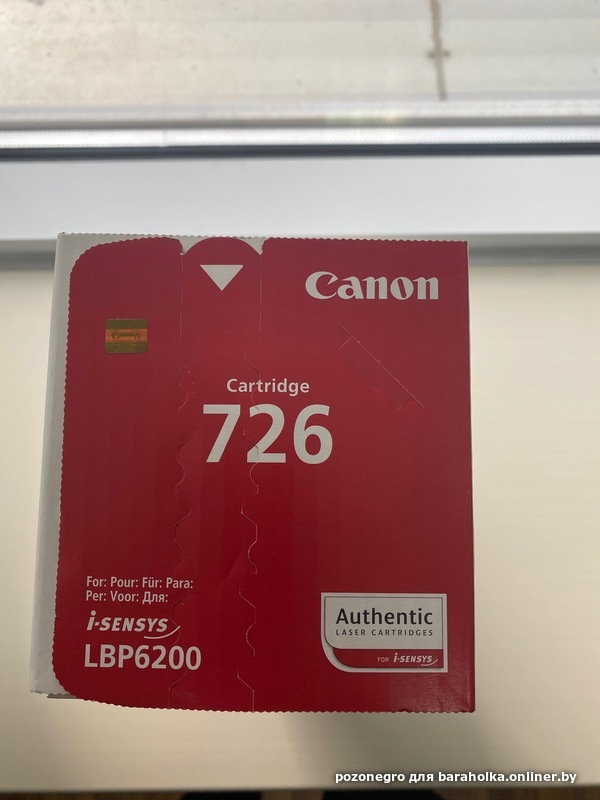 Canon
Cartridge
726
For: Pour: Für: Para:
Per: Voor: Для:
i-SENSYS
LBP6200
Authentic
LASER CARTRIDGES
FOR i-SENSYS
pozonegro для baraholka.onliner.by